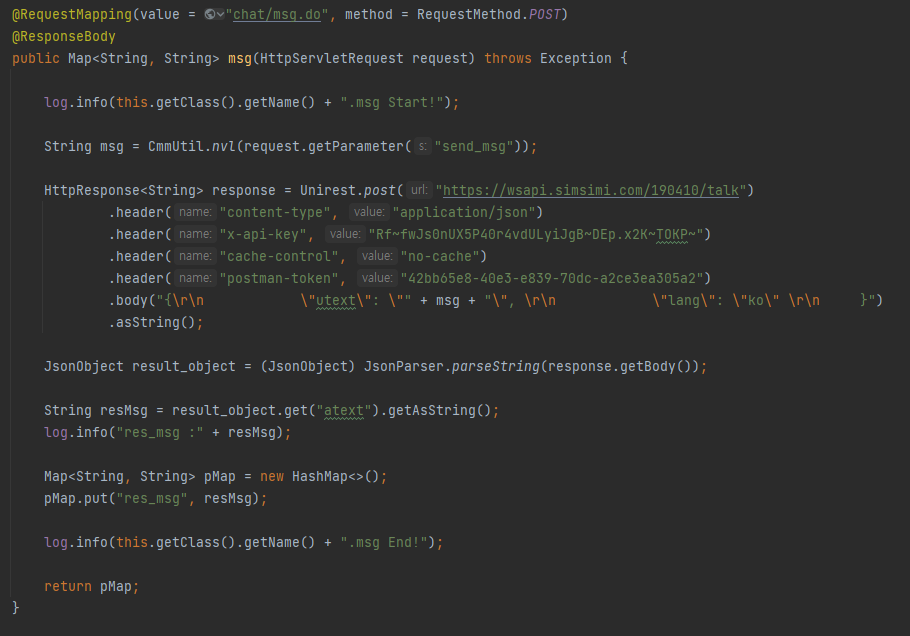 @RequestMapping(value = "chat/msg.do", method = RequestMethod.POST)
@ResponseBody
public Map<String, String> msg(HttpServletRequest request) throws Exception {
log.info(this.getClass().getName() + ".msg Start!");
String msg = CmmUtil.nvl(request.getParameter( s: "send_msg"));
HttpResponse<String> response = Unirest.post( url: "https://wsapi.simsimi.com/190410/talk")
.header( name: "content-type", value: "application/json")
.header( name: "x-api-key", value: "Rf~fwJs0nUX5P40r4vdULyiJgB~DEp.x2K~TOKP~")
.header( name: "cache-control", value: "no-cache")
.header( name: "postman-token", value: "42bb65e8-40e3-e839-70dc-a2ce3ea305a2")
.body("{\r\n            \"utext\": \"" + msg + "\", \r\n            \"lang\": \"ko\" \r\n     }")
.asString();
JsonObject result_object = (JsonObject) JsonParser.parseString(response.getBody());
String resMsg = result_object.get("atext").getAsString();
log.info("res_msg :" + resMsg);
Map<String, String> pMap = new HashMap<>();
pMap.put("res_msg", resMsg);
log.info(this.getClass().getName() + ".msg End!");
return pMap;
}